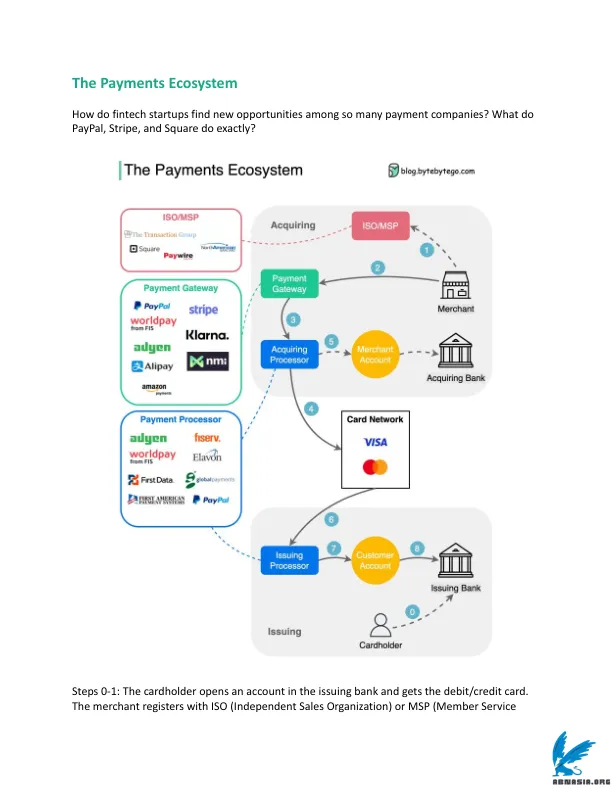 The Payments Ecosystem
How do fintech startups find new opportunities among so many payment companies? What do
PayPal, Stripe, and Square do exactly?
The Payments Ecosystem
blog.bytebytego.com
ISO/MSP
The Transaction Group
Square
Paywire
NorthAmerican
Acquiring
ISO/MSP
1
2
Merchant
Payment
Gateway
3
Payment Gateway
PayPal
stripe
worldpay
from FIS
Klarna.
adyen
Alipay
nmi
amazon
payments
Acquiring
Processor
5
Merchant
Account
Acquiring Bank
4
Card Network
VISA
Payment Processor
adyen
fiserv.
worldpay
from FIS
Elavon
First Data
globalpayments
FIRST AMERICAN
PAYMENT SYSTEMS
PayPal
6
Issuing
Processor
7
Customer
Account
8
Issuing Bank
0
Cardholder
Issuing
Steps 0-1: The cardholder opens an account in the issuing bank and gets the debit/credit card.
The merchant registers with ISO (Independent Sales Organization) or MSP (Member Service
ABNASIA.ORG